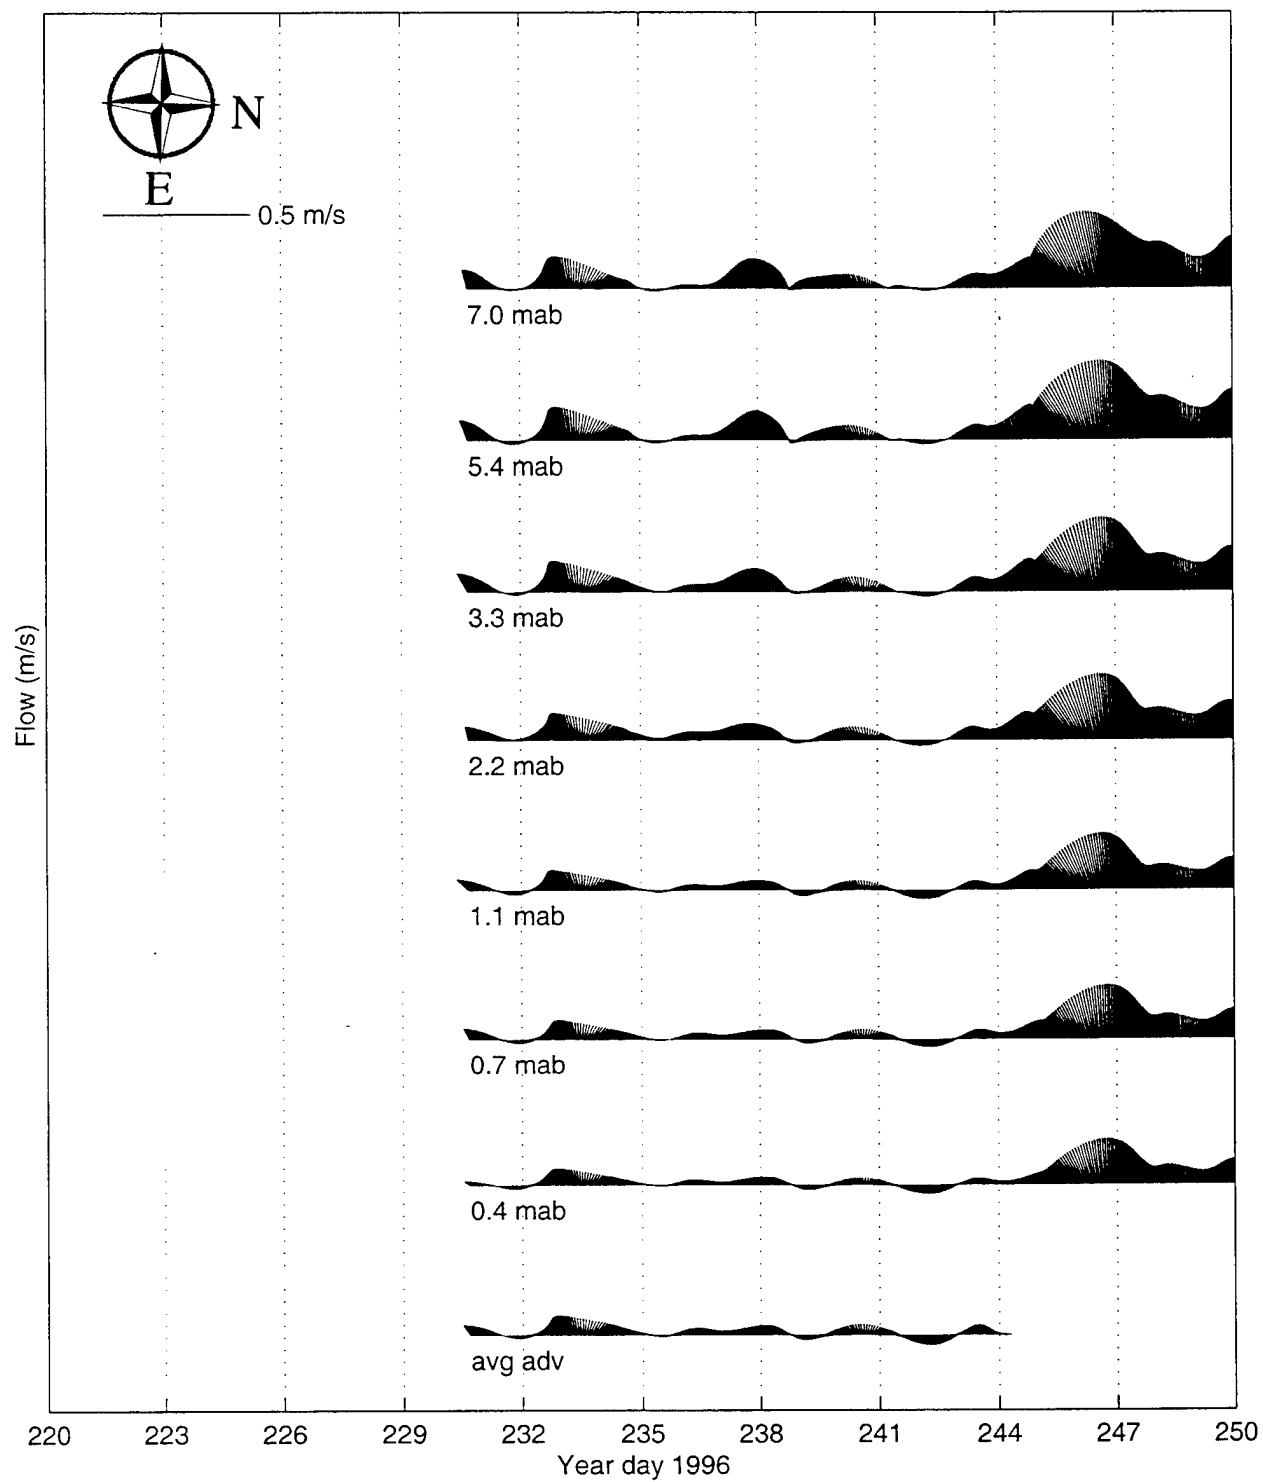 N
E
0.5 m/s
7.0 mab
5.4 mab
3.3 mab
Flow (m/s)
2.2 mab
1.1 mab
0.7 mab
0.4 mab
avg adv
220 223 226 229 232 235 238 241 244 247 250
Year day 1996